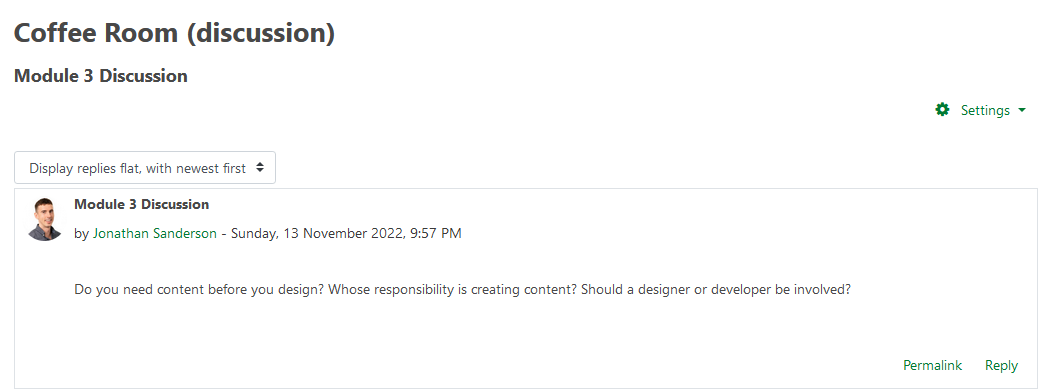 Coffee Room (discussion)
Module 3 Discussion
Settings
Display replies flat, with newest first
Module 3 Discussion
by Jonathan Sanderson - Sunday, 13 November 2022, 9:57 PM
Do you need content before you design? Whose responsibility is creating content? Should a designer or developer be involved?
Permalink Reply